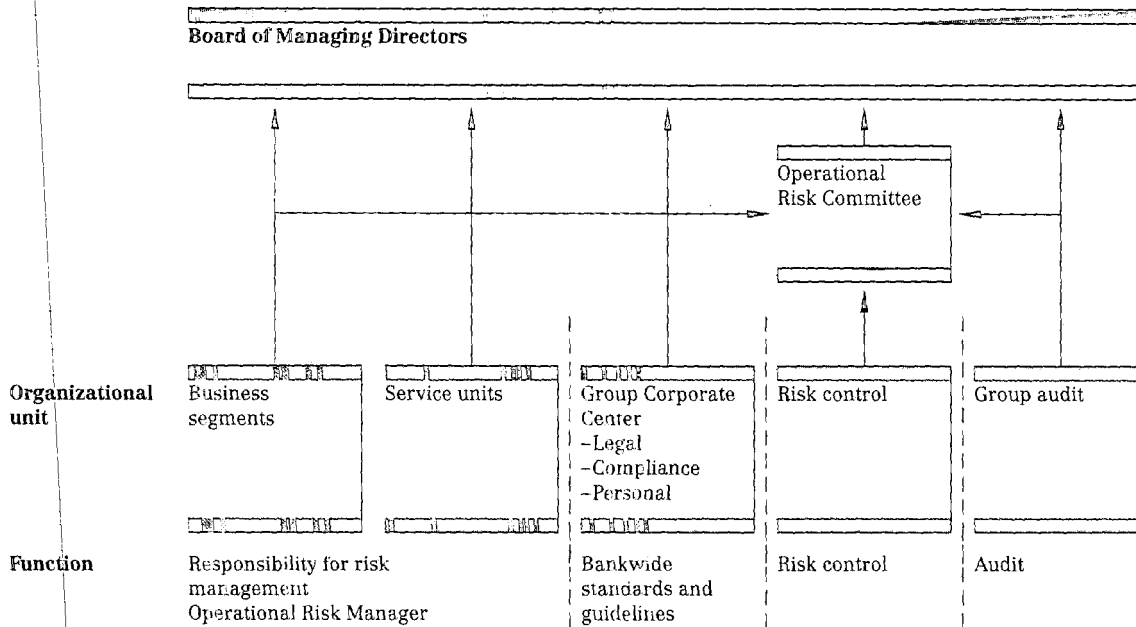 Board of Managing Directors
Operational
Risk Committee
Organizational
unit
Business
segments
Service units
Group Corporate
Center
–Legal
–Compliance
–Personal
Risk control
Group audit
Function
Responsibility for risk
management
Operational Risk Manager
Bankwide
standards and
guidelines
Risk control
Audit